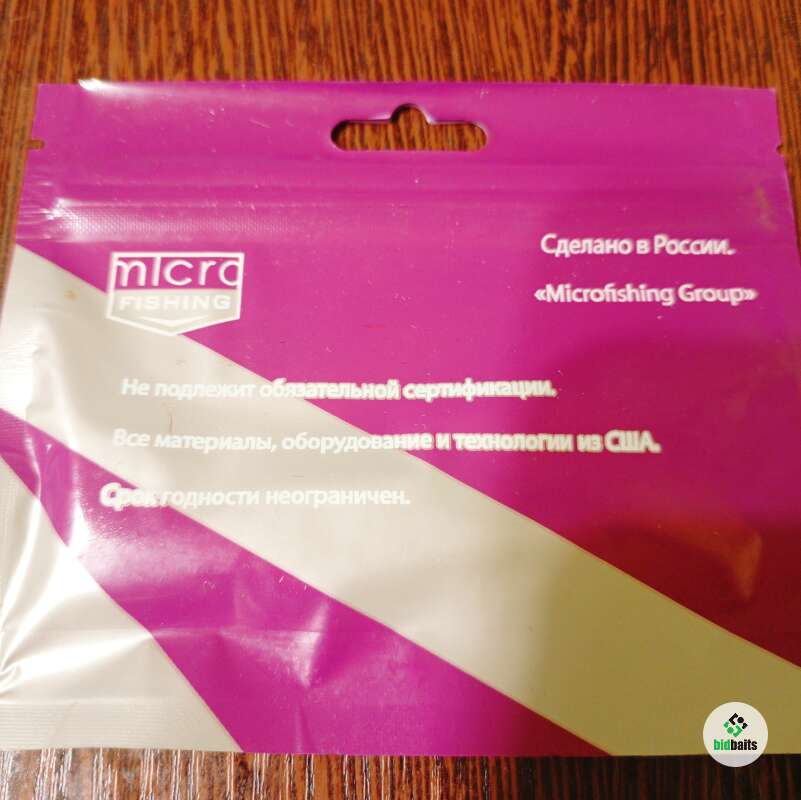 micro
FISHING
Сделано в России.
«Microfishing Group»
Не подлежит обязательной сертификации.
Все материалы, оборудование и технологии из США.
Срок годности неограничен.
bidbaits